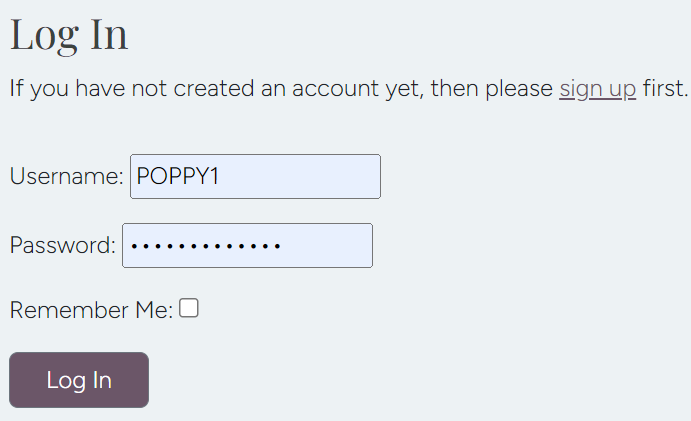 Log In
If you have not created an account yet, then please sign up first.
Username: POPPY1
Password: •••••••••••••
Remember Me:
Log In